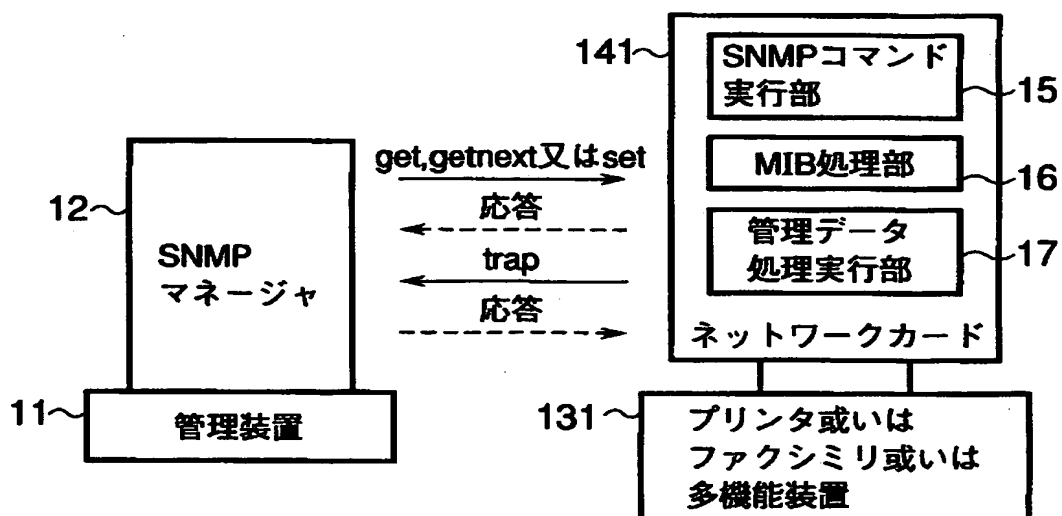 141
SNMPコマンド
実行部
15
MIB処理部
16
管理データ
処理実行部
17
ネットワークカード
get,getnext又はset
応答
trap
応答
12
SNMP
マネージャ
11
管理装置
131
プリンタ或いは
ファクシミリ或いは
多機能装置